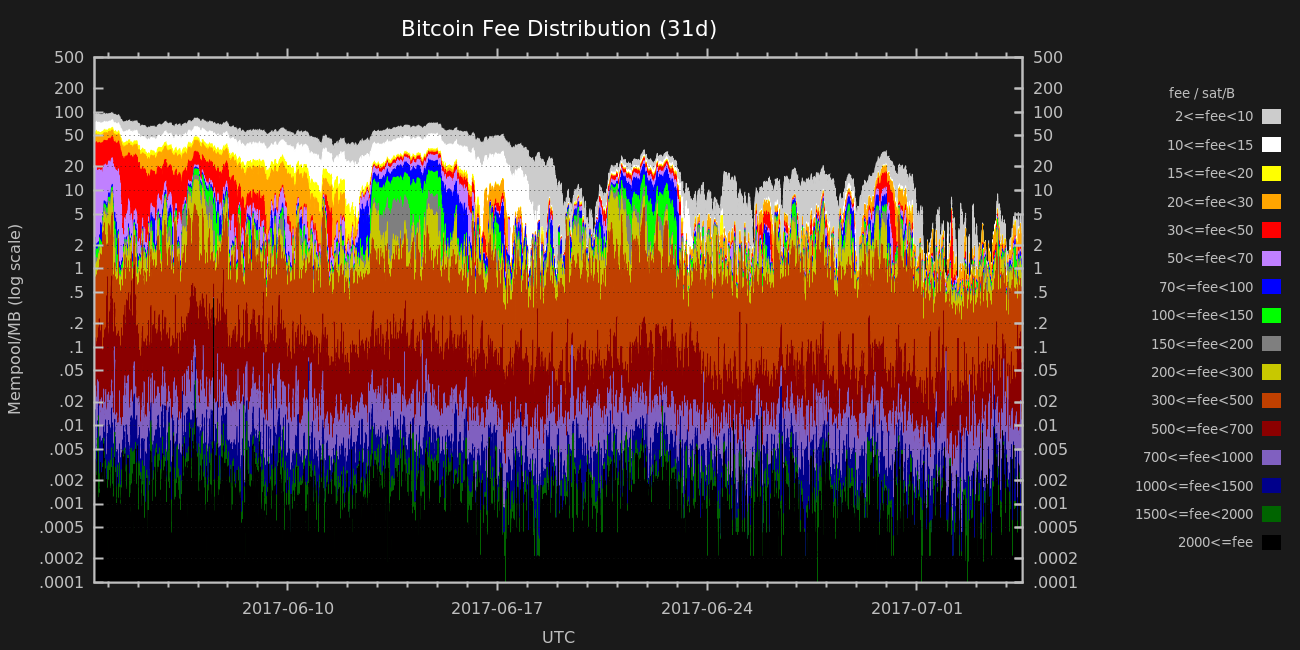 Bitcoin Fee Distribution (31d)
Mempool/MB (log scale)
500
200
100
50
20
10
5
2
1
.5
.2
.1
.05
.02
.01
.005
.002
.001
.0005
.0002
.0001
500
200
100
50
20
10
5
2
1
.5
.2
.1
.05
.02
.01
.005
.002
.001
.0005
.0002
.0001
2017-06-10 2017-06-17 2017-06-24 2017-07-01
UTC
fee / sat/B
2<=fee<10
10<=fee<15
15<=fee<20
20<=fee<30
30<=fee<50
50<=fee<70
70<=fee<100
100<=fee<150
150<=fee<200
200<=fee<300
300<=fee<500
500<=fee<700
700<=fee<1000
1000<=fee<1500
1500<=fee<2000
2000<=fee